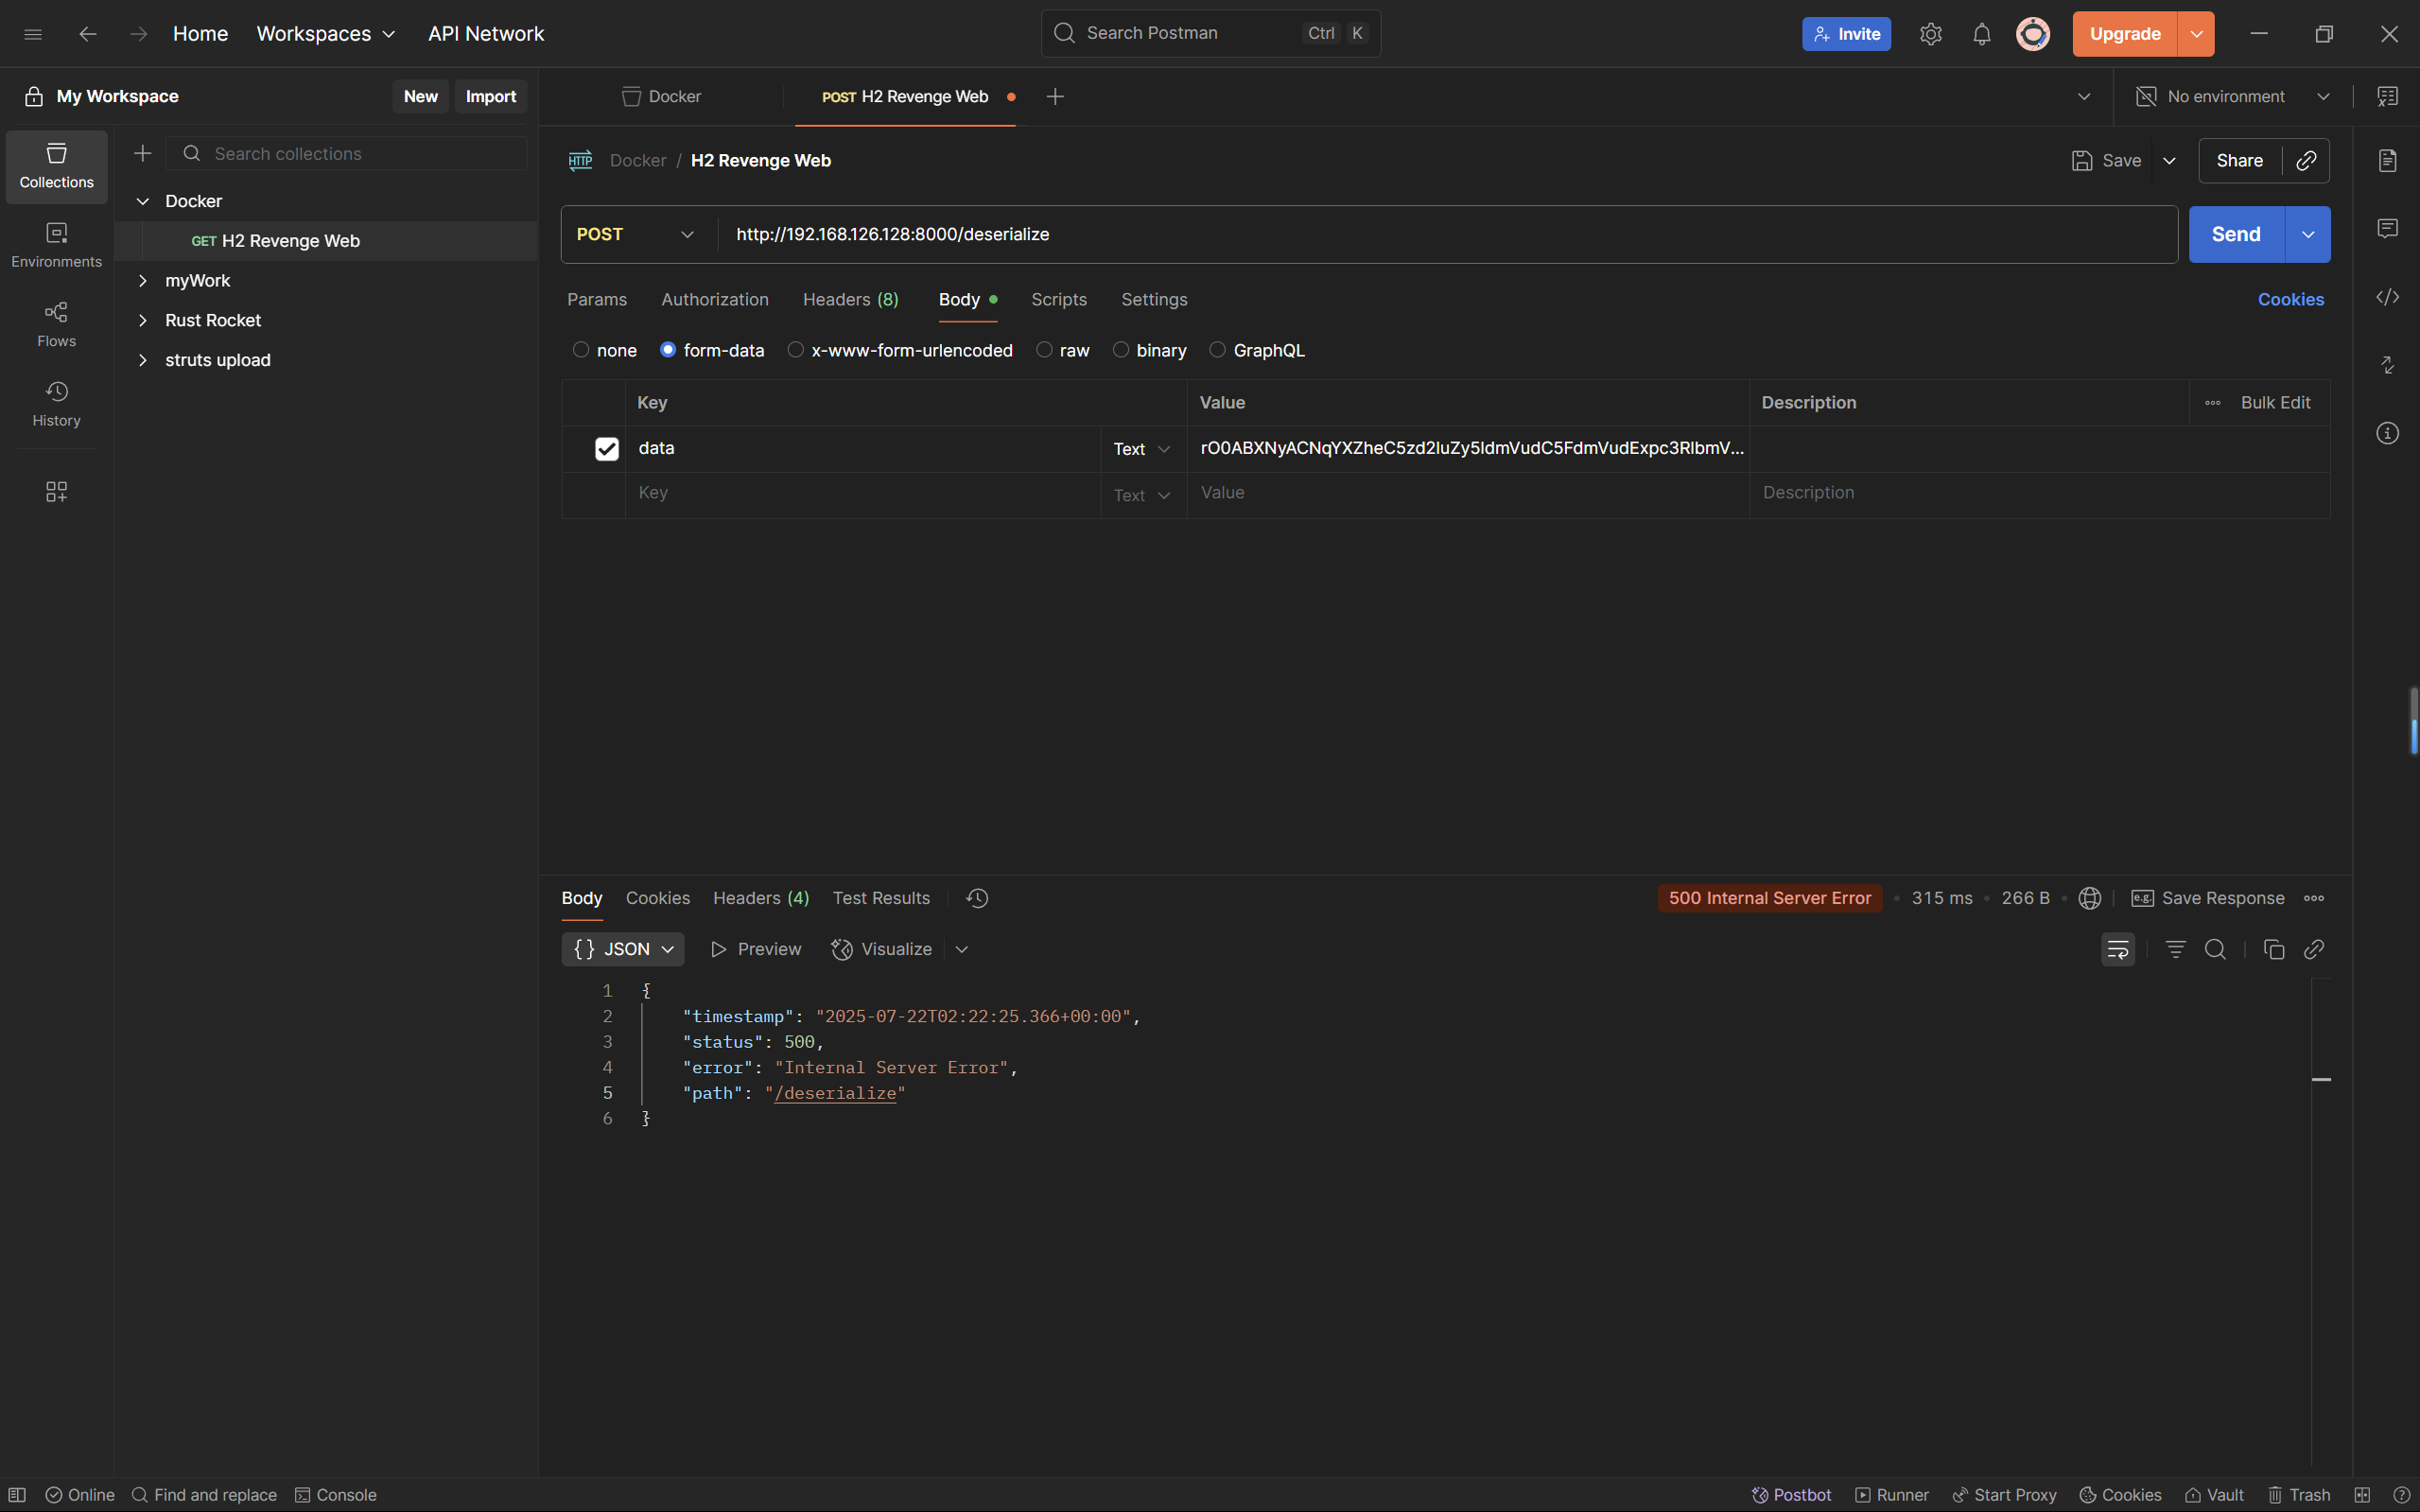 Home Workspaces API Network Search Postman Ctrl K Invite Upgrade
My Workspace New Import Docker POST H2 Revenge Web No environment
Collections
Search collections
Docker / H2 Revenge Web Save Share
Docker
GET H2 Revenge Web
POST http://192.168.126.128:8000/deserialize Send
Environments
myWork
Params Authorization Headers (8) Body Scripts Settings Cookies
Rust Rocket
Flows
none form-data x-www-form-urlencoded raw binary GraphQL
struts upload
Key Value Description Bulk Edit
History
data Text rO0ABXNyACNqYXZheC5zd2luZy5ldmVudC5FdmVudExpc3RlbmV...
Key Text Value Description
Body Cookies Headers (4) Test Results 500 Internal Server Error 315 ms 266 B e.g. Save Response
{} JSON Preview Visualize
1 {
2 "timestamp": "2025-07-22T02:22:25.366+00:00",
3 "status": 500,
4 "error": "Internal Server Error",
5 "path": "/deserialize"
6 }
Online Find and replace Console Postbot Runner Start Proxy Cookies Vault Trash